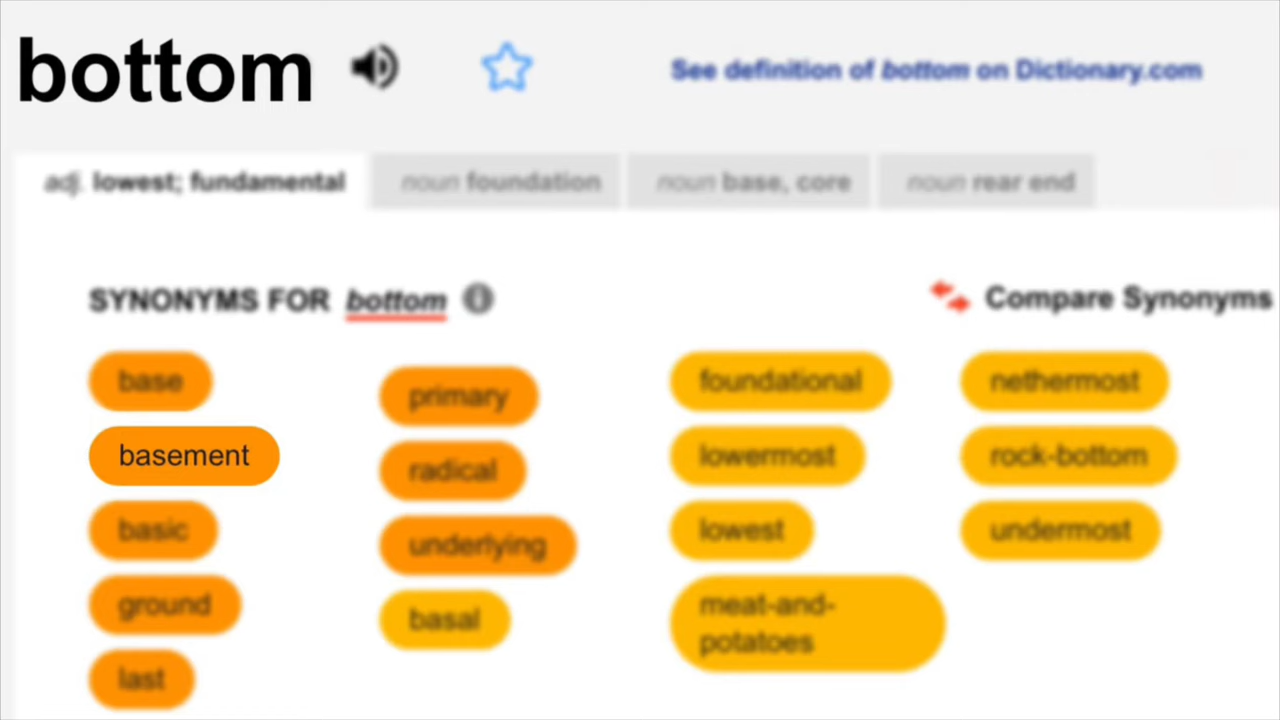 bottom
See definition of bottom on Dictionary.com
adj. lowest; fundamental
noun foundation
noun base, core
noun rear end
SYNONYMS FOR bottom
Compare Synonyms
base
basement
basic
ground
last
primary
radical
underlying
basal
foundational
lowermost
lowest
meat-and-
potatoes
nethermost
rock-bottom
undermost